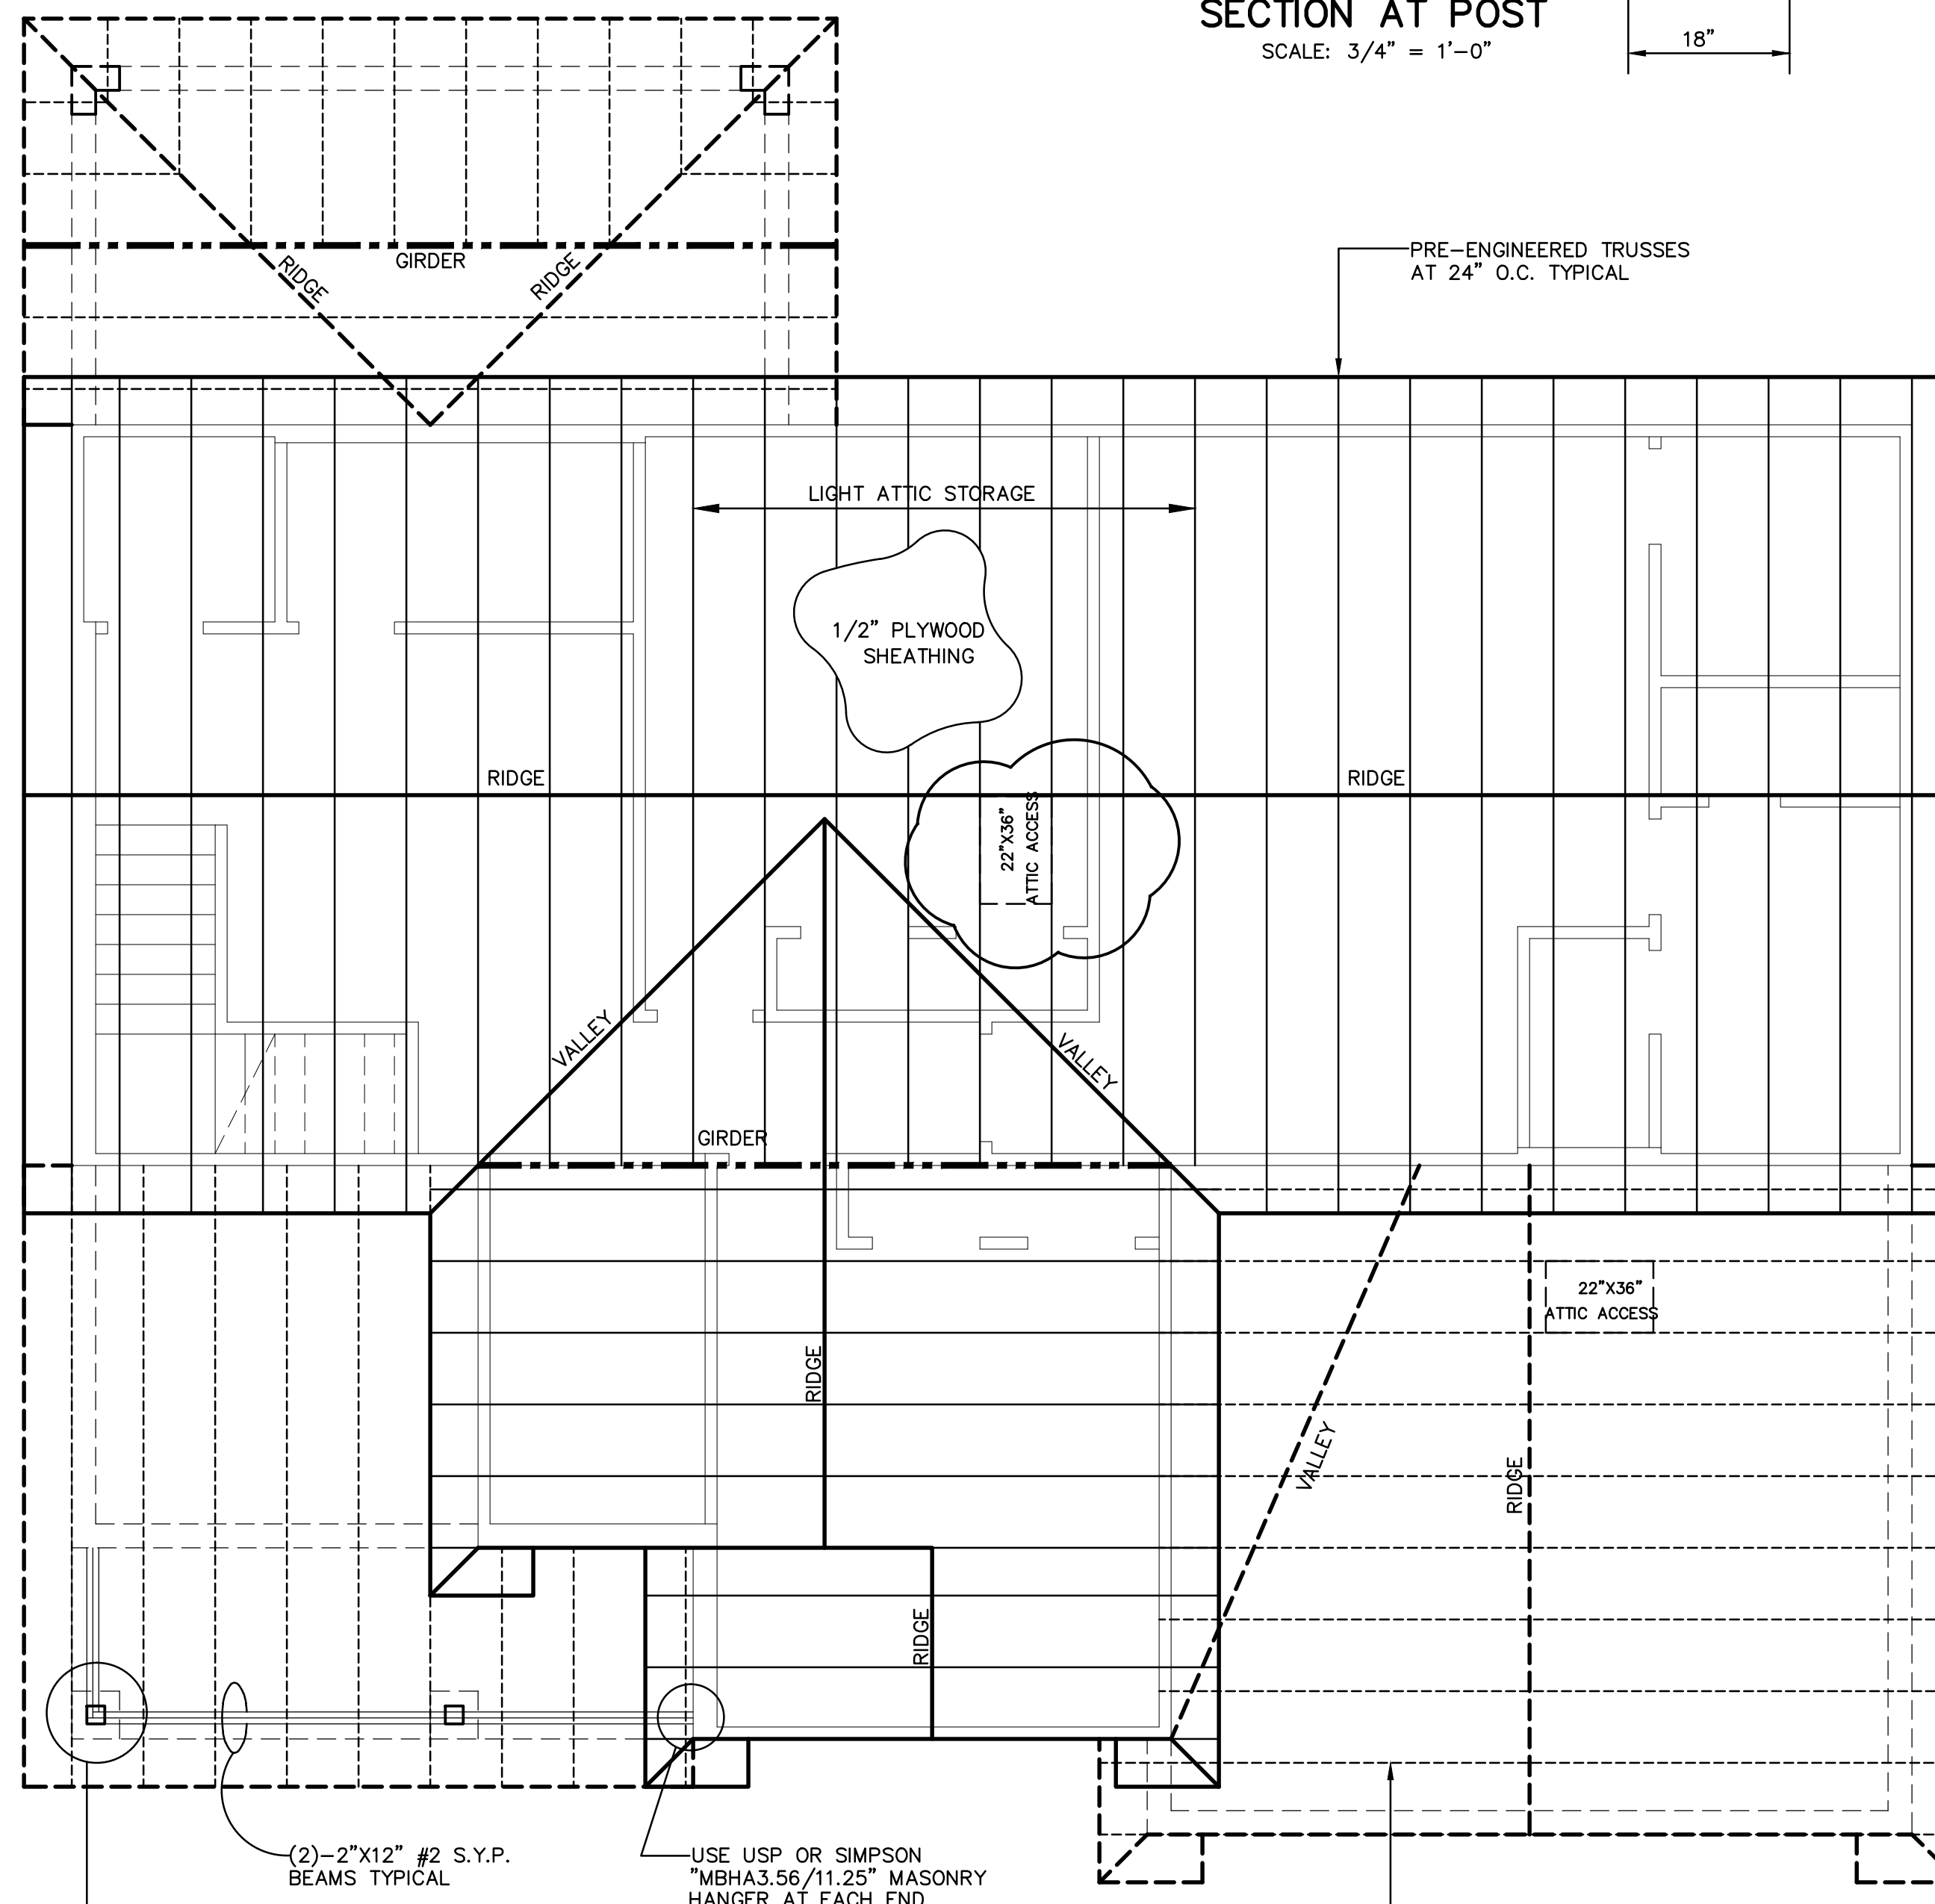 SECTION AT POST
SCALE: 3/4" = 1'-0"
18"
GIRDER
RIDGE
RIDGE
PRE-ENGINEERED TRUSSES
AT 24" O.C. TYPICAL
LIGHT ATTIC STORAGE
1/2" PLYWOOD
SHEATHING
RIDGE
RIDGE
22"X36"
ATTIC ACCESS
VALLEY
VALLEY
GIRDER
22"X36"
ATTIC ACCESS
RIDGE
VALLEY
RIDGE
RIDGE
(2)-2"X12" #2 S.Y.P.
BEAMS TYPICAL
USE USP OR SIMPSON
"MBHA3.56/11.25" MASONRY
HANGER AT EACH END